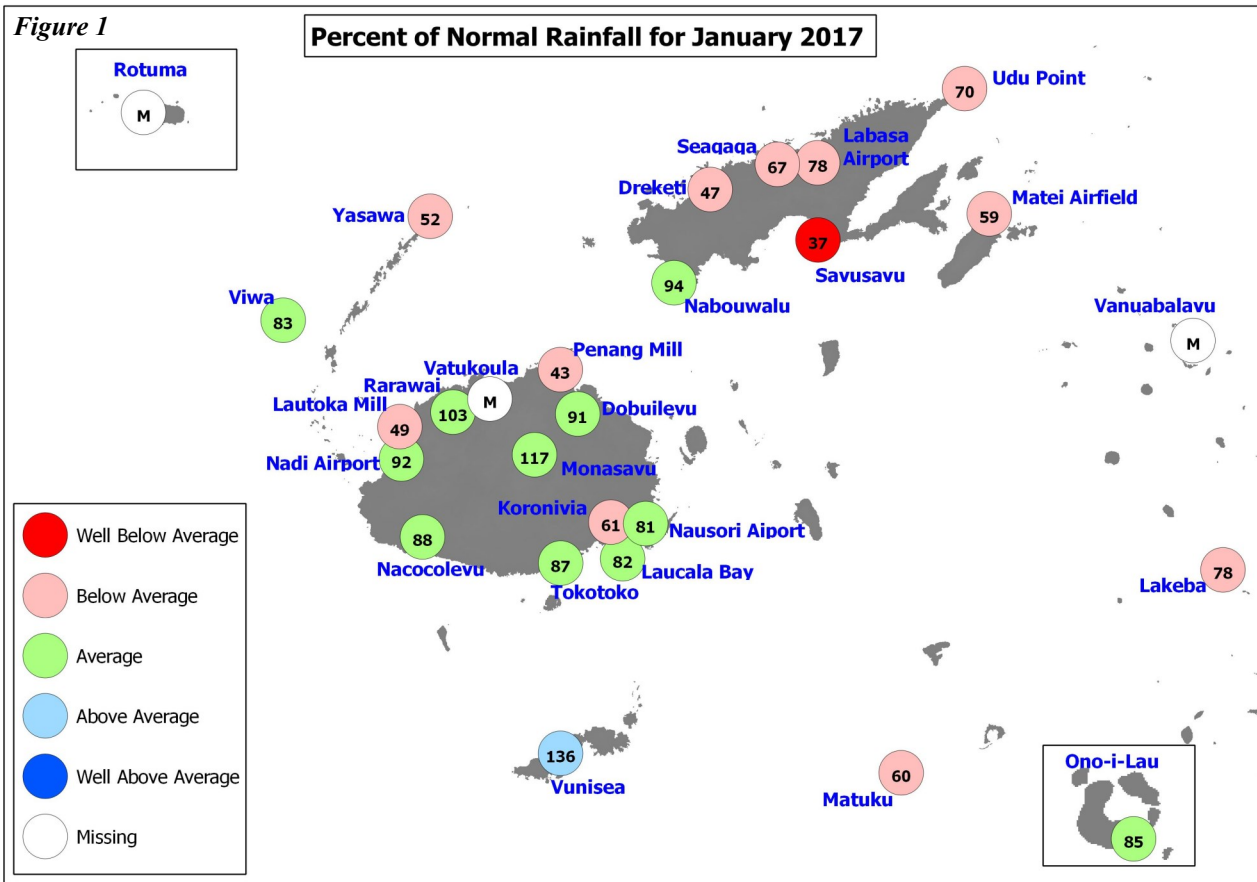 Figure 1
Percent of Normal Rainfall for January 2017
Rotuma
M
Udu Point
70
Labasa
Airport
78
Seaqaqa
67
Dreketi
47
Matei Airfield
59
Yasawa
52
37
Savusavu
94
Nabouwalu
Viwa
83
Vanuabalavu
M
Penang Mill
43
Vatukoula
M
Rarawai
103
Lautoka Mill
49
91
Dobuilevu
Nadi Airport
92
117
Monasavu
Koronivia
61
81
Nausori Aiport
88
Nacocolevu
87
Tokotoko
82
Laucala Bay
78
Lakeba
136
Vunisea
60
Matuku
Ono-i-Lau
85
Well Below Average
Below Average
Average
Above Average
Well Above Average
Missing